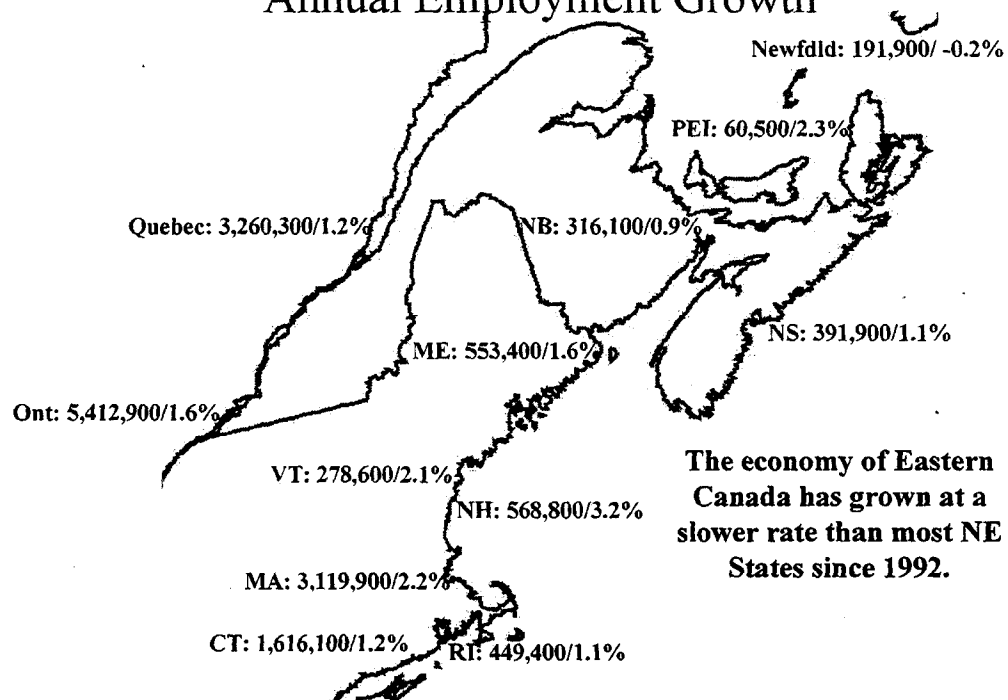 Annual Employment Growth
Newfdld: 191,900/ -0.2%
PEI: 60,500/2.3%
Quebec: 3,260,300/1.2%
NB: 316,100/0.9%
NS: 391,900/1.1%
ME: 553,400/1.6%
Ont: 5,412,900/1.6%
The economy of Eastern
Canada has grown at a
slower rate than most NE
States since 1992.
VT: 278,600/2.1%
NH: 568,800/3.2%
MA: 3,119,900/2.2%
CT: 1,616,100/1.2%
RI: 449,400/1.1%